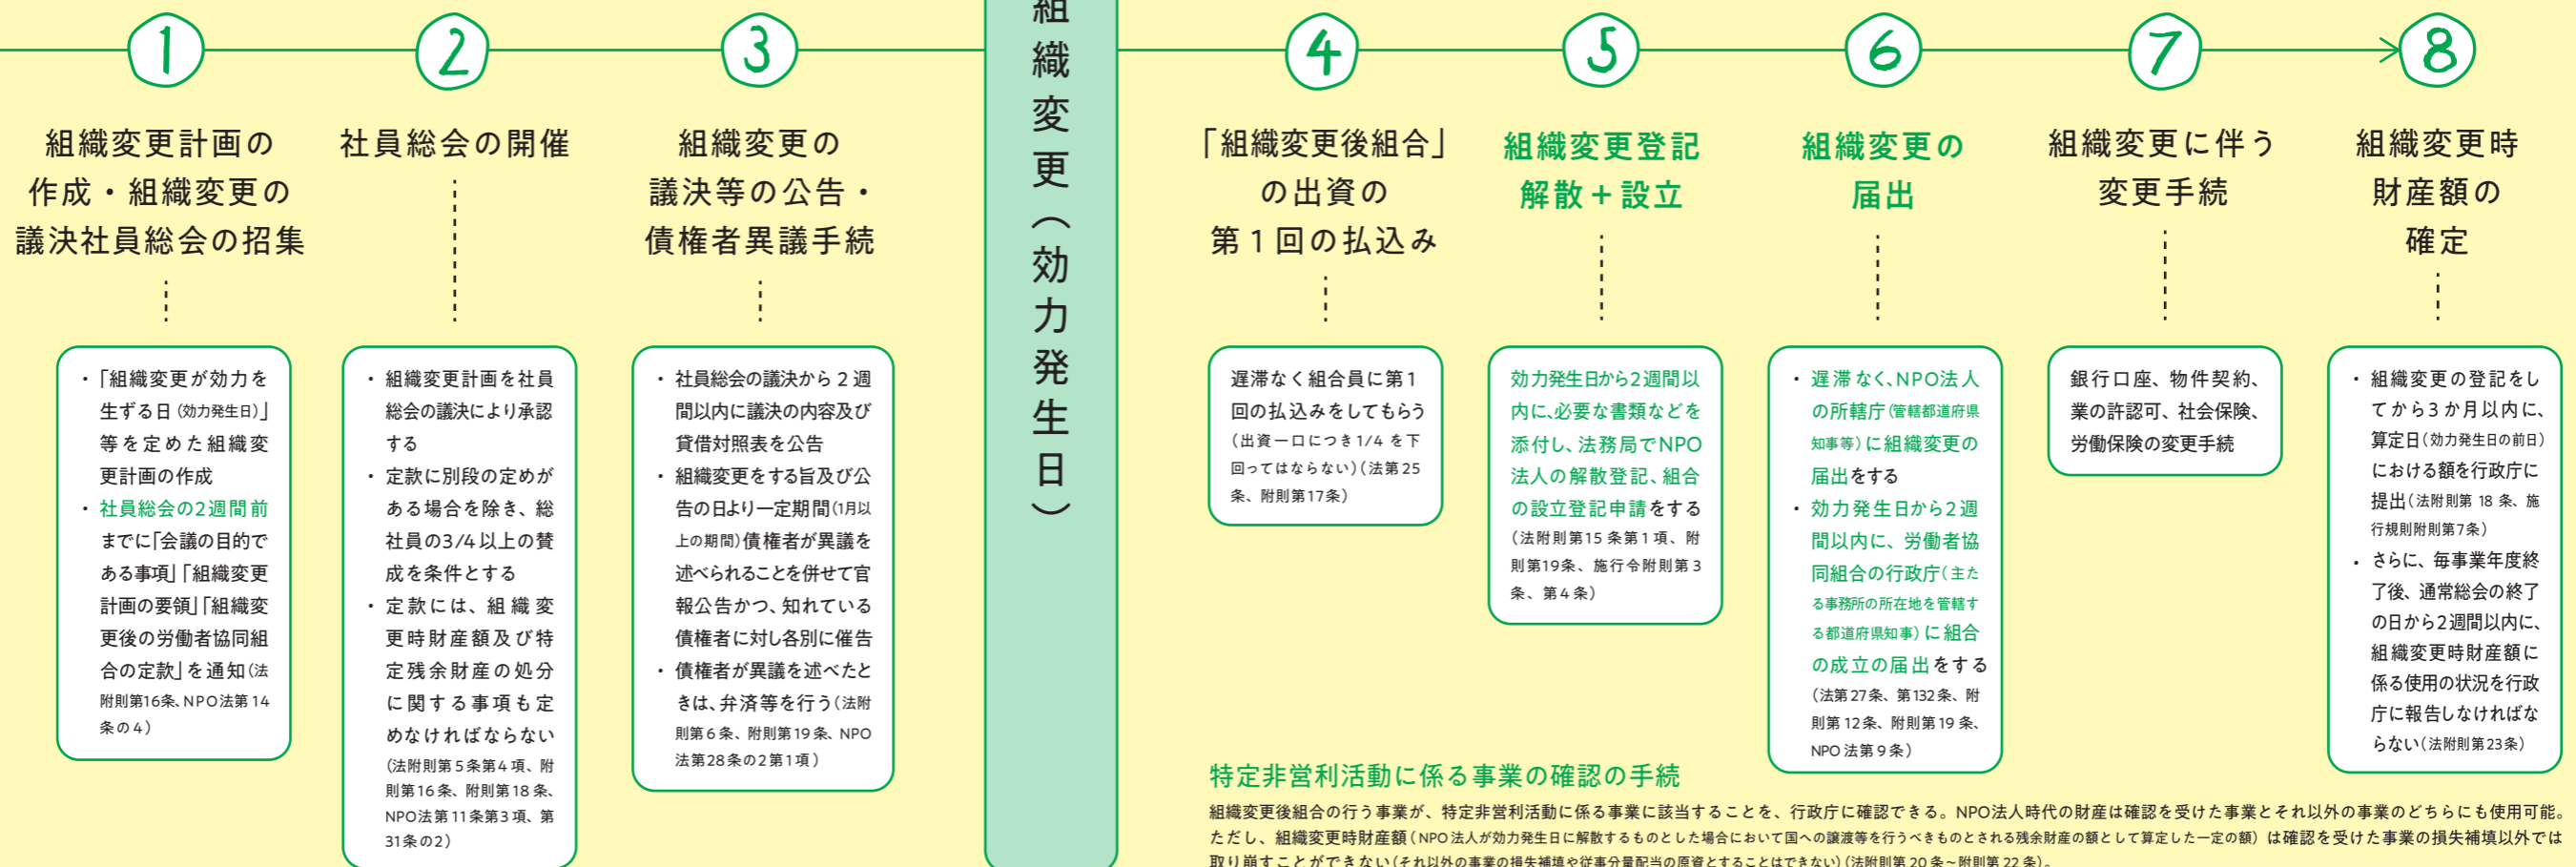 1
組織変更計画の
作成・組織変更の
議決社員総会の招集
・「組織変更が効力を
生ずる日（効力発生日）」
等を定めた組織変
更計画の作成
・社員総会の2週間前
までに「会議の目的で
ある事項」「組織変更
計画の要領」「組織変
更後の労働者協同組
合の定款」を通知（法
附則第16条、NPO法第14
条の4）
2
社員総会の開催
・組織変更計画を社員
総会の議決により承認
する
・定款に別段の定めが
ある場合を除き、総
社員の3/4以上の賛
成を条件とする
・定款には、組織変
更時財産額及び特
定残余財産の処分
に関する事項も定
めなければならない
（法附則第5条第4項、附
則第16条、附則第18条、
NPO法第11条第3項、第
31条の2）
3
組織変更の
議決等の公告・
債権者異議手続
・社員総会の議決から2週
間以内に議決の内容及び
貸借対照表を公告
・組織変更をする旨及び公
告の日より一定期間（1月以
上の期間）債権者が異議を
述べられることを併せて官
報公告かつ、知れている
債権者に対し各別に催告
・債権者が異議を述べたと
きは、弁済等を行う（法附
則第6条、附則第19条、NPO
法第28条の2第1項）
組織変更（効力発生日）
4
「組織変更後組合」
の出資の
第1回の払込み
遅滞なく組合員に第1
回の払込みをしてもらう
（出資一口につき1/4を下
回ってはならない）（法第25
条、附則第17条）
5
組織変更登記
解散＋設立
効力発生日から2週間以
内に、必要な書類などを
添付し、法務局でNPO
法人の解散登記、組合
の設立登記申請をする
（法附則第15条第1項、附
則第19条、施行令附則第3
条、第4条）
6
組織変更の
届出
・遅滞なく、NPO法人
の所轄庁（管轄都道府県
知事等）に組織変更の
届出をする
・効力発生日から2週
間以内に、労働者協
同組合の行政庁（主た
る事務所の所在地を管轄す
る都道府県知事）に組合
の成立の届出をする
（法第27条、第132条、附
則第12条、附則第19条、
NPO法第9条）
7
組織変更に伴う
変更手続
銀行口座、物件契約、
業の許認可、社会保険、
労働保険の変更手続
8
組織変更時
財産額の
確定
・組織変更の登記をし
てから3か月以内に、
算定日（効力発生日の前日）
における額を行政庁に
提出（法附則第18条、施
行規則附則第7条）
・さらに、毎事業年度終
了後、通常総会の終了
の日から2週間以内に、
組織変更時財産額に
係る使用の状況を行政
庁に報告しなければな
らない（法附則第23条）
特定非営利活動に係る事業の確認の手続
組織変更後組合の行う事業が、特定非営利活動に係る事業に該当することを、行政庁に確認できる。NPO法人時代の財産は確認を受けた事業とそれ以外の事業のどちらにも使用可能。
ただし、組織変更時財産額（NPO法人が効力発生日に解散するものとした場合において国への譲渡等を行うべきものとされる残余財産の額として算定した一定の額）は確認を受けた事業の損失補填以外では
取り崩すことができない（それ以外の事業の損失補填や従事分量配当の原資とすることはできない）（法附則第20条～附則第22条）。